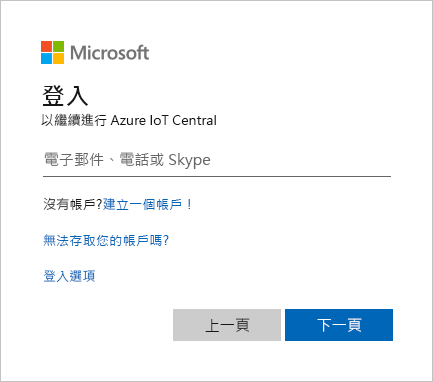 Microsoft
登入
以繼續進行 Azure IoT Central
電子郵件、電話或 Skype
沒有帳戶?建立一個帳戶！
無法存取您的帳戶嗎?
登入選項
上一頁 下一頁